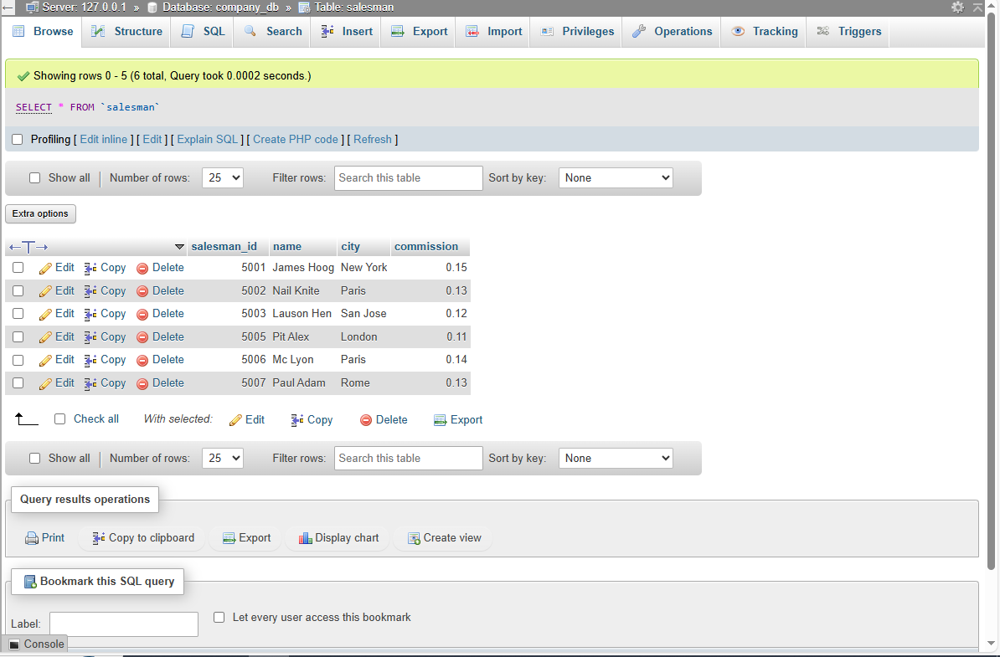 Server: 127.0.0.1 » Database: company_db » Table: salesman
Browse Structure SQL Search Insert Export Import Privileges Operations Tracking Triggers
Showing rows 0 - 5 (6 total, Query took 0.0002 seconds.)
SELECT * FROM `salesman`
Profiling [ Edit inline ] [ Edit ] [ Explain SQL ] [ Create PHP code ] [ Refresh ]
Show all | Number of rows: 25 Filter rows: Search this table Sort by key: None
Extra options
←T→ salesman_id name city commission
Edit Copy Delete 5001 James Hoog New York 0.15
Edit Copy Delete 5002 Nail Knite Paris 0.13
Edit Copy Delete 5003 Lauson Hen San Jose 0.12
Edit Copy Delete 5005 Pit Alex London 0.11
Edit Copy Delete 5006 Mc Lyon Paris 0.14
Edit Copy Delete 5007 Paul Adam Rome 0.13
Check all With selected: Edit Copy Delete Export
Show all | Number of rows: 25 Filter rows: Search this table Sort by key: None
Query results operations
Print Copy to clipboard Export Display chart Create view
Bookmark this SQL query
Label: Let every user access this bookmark
Console